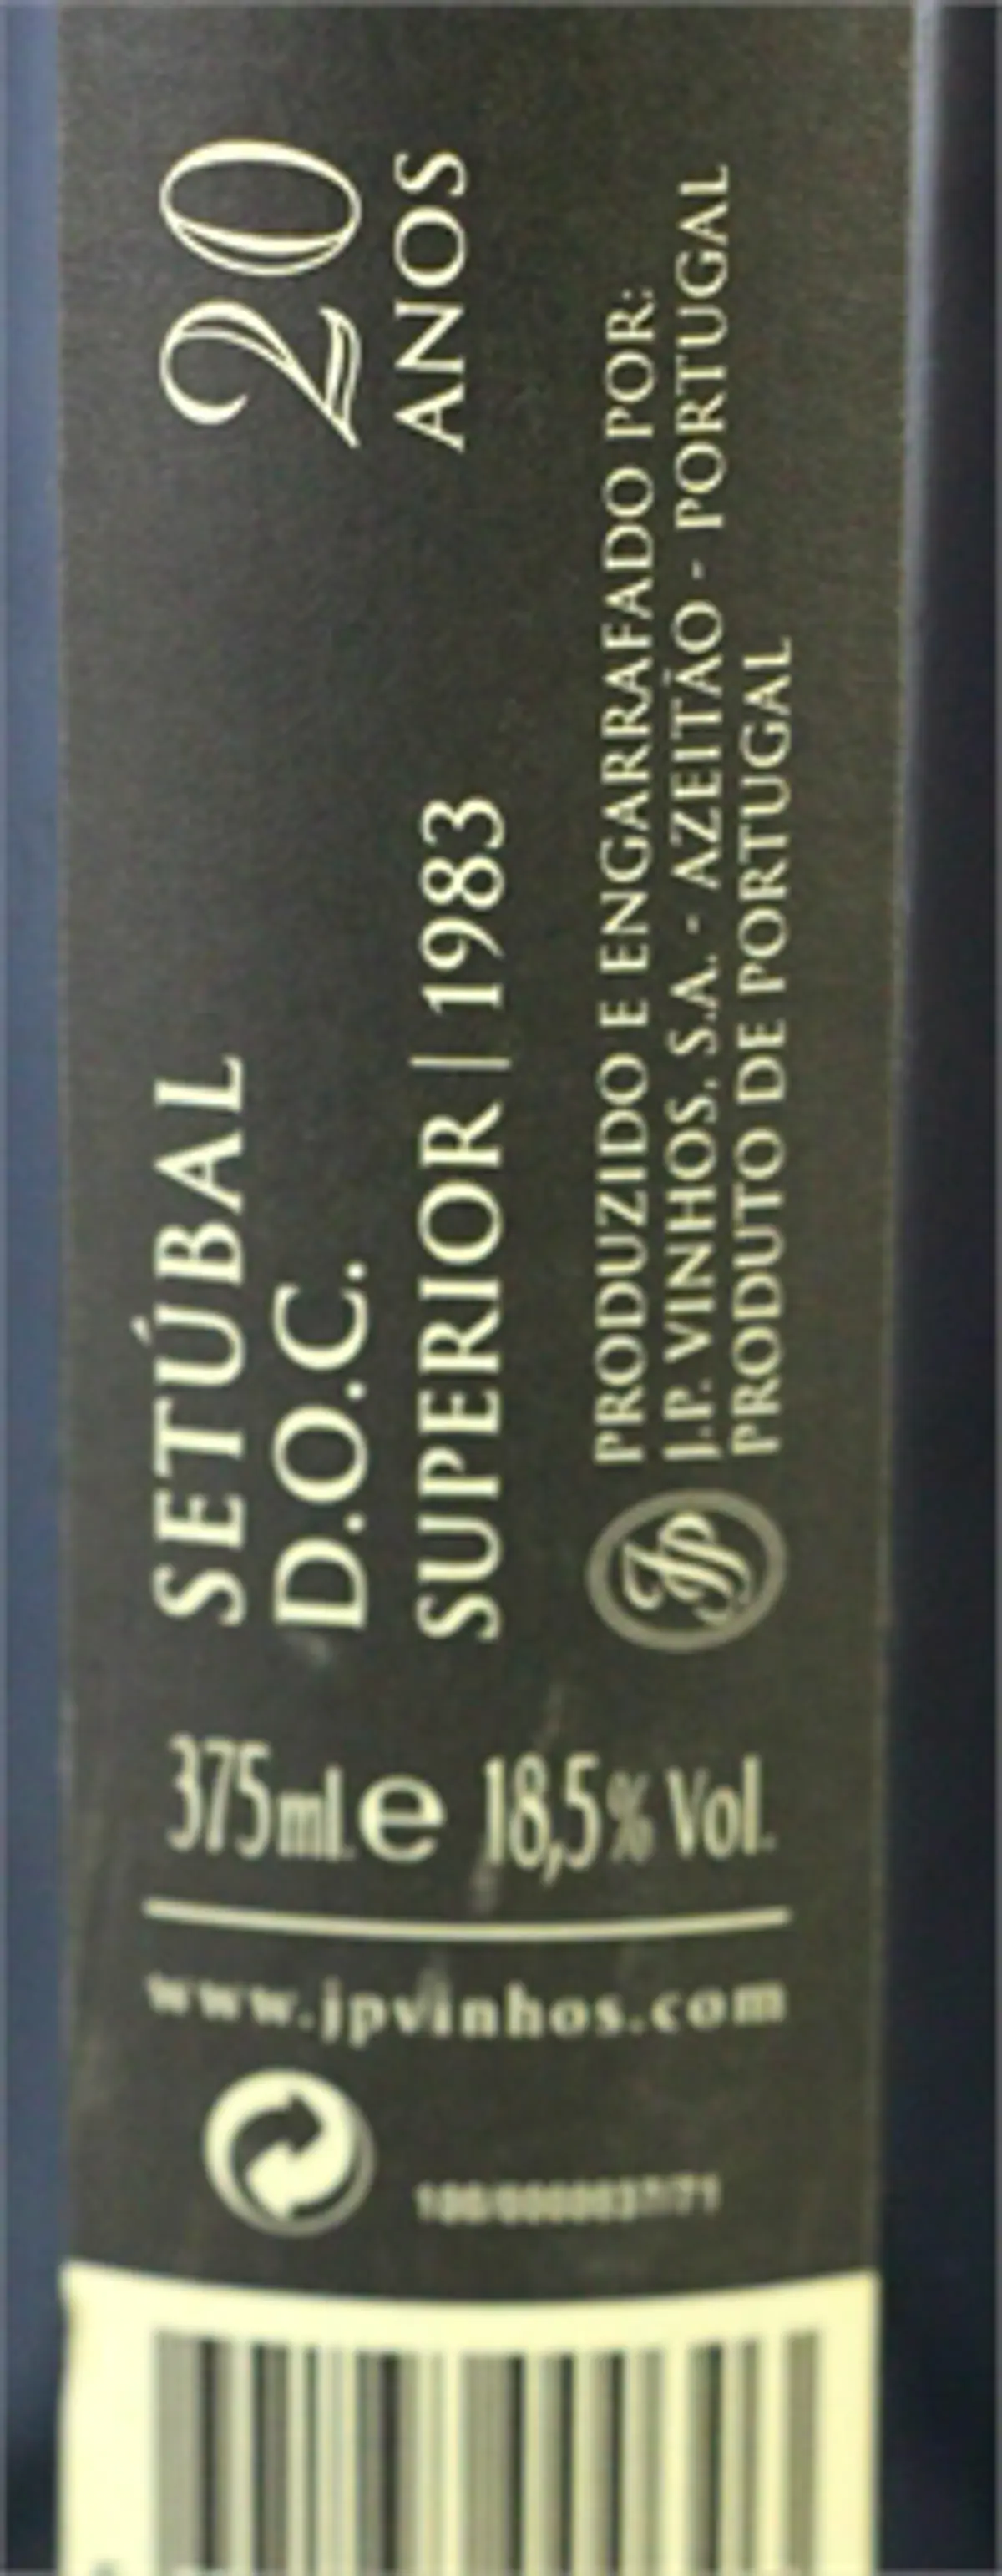 SETÚBAL
D.O.C.
SUPERIOR | 1983
20
ANOS
PRODUZIDO E ENGARRAFADO POR:
J.P. VINHOS, S.A. - AZEITÃO - PORTUGAL
PRODUTO DE PORTUGAL
JP
375ml. e 18,5% Vol.
www.jpvinhos.com